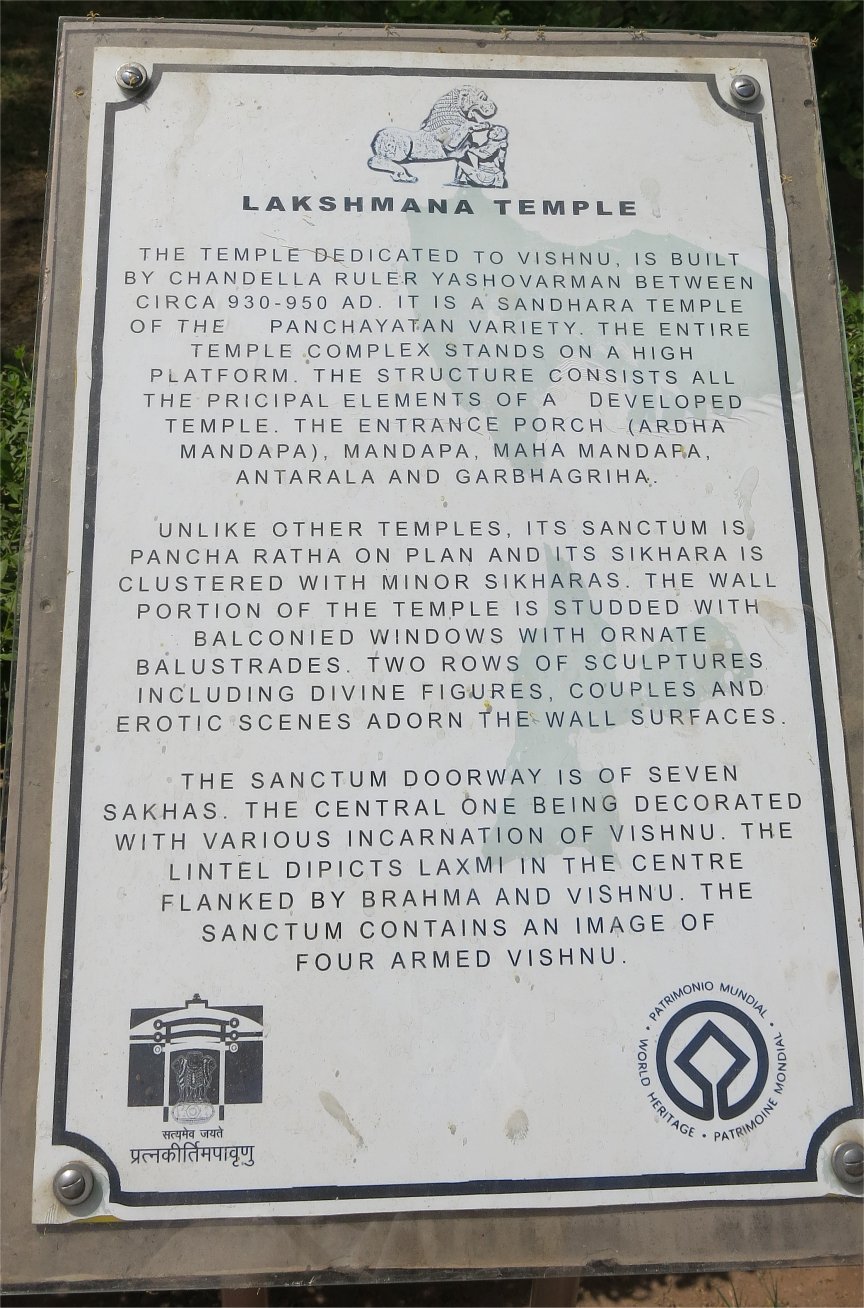 LAKSHMANA TEMPLE
THE TEMPLE DEDICATED TO VISHNU, IS BUILT
BY CHANDELLA RULER YASHOVARMAN BETWEEN
CIRCA 930-950 AD. IT IS A SANDHARA TEMPLE
OF THE PANCHAYATAN VARIETY. THE ENTIRE
TEMPLE COMPLEX STANDS ON A HIGH
PLATFORM. THE STRUCTURE CONSISTS ALL
THE PRICIPAL ELEMENTS OF A DEVELOPED
TEMPLE. THE ENTRANCE PORCH (ARDHA
MANDAPA), MANDAPA, MAHA MANDAPA,
ANTARALA AND GARBHAGRIHA.
UNLIKE OTHER TEMPLES, ITS SANCTUM IS
PANCHA RATHA ON PLAN AND ITS SIKHARA IS
CLUSTERED WITH MINOR SIKHARAS. THE WALL
PORTION OF THE TEMPLE IS STUDDED WITH
BALCONIED WINDOWS WITH ORNATE
BALUSTRADES. TWO ROWS OF SCULPTURES
INCLUDING DIVINE FIGURES, COUPLES AND
EROTIC SCENES ADORN THE WALL SURFACES.
THE SANCTUM DOORWAY IS OF SEVEN
SAKHAS. THE CENTRAL ONE BEING DECORATED
WITH VARIOUS INCARNATION OF VISHNU. THE
LINTEL DIPICTS LAXMI IN THE CENTRE
FLANKED BY BRAHMA AND VISHNU. THE
SANCTUM CONTAINS AN IMAGE OF
FOUR ARMED VISHNU.
सत्यमेव जयते
प्रत्नकीर्तिमपावृणु
• PATRIMONIO MUNDIAL •
WORLD HERITAGE • PATRIMOINE MONDIAL